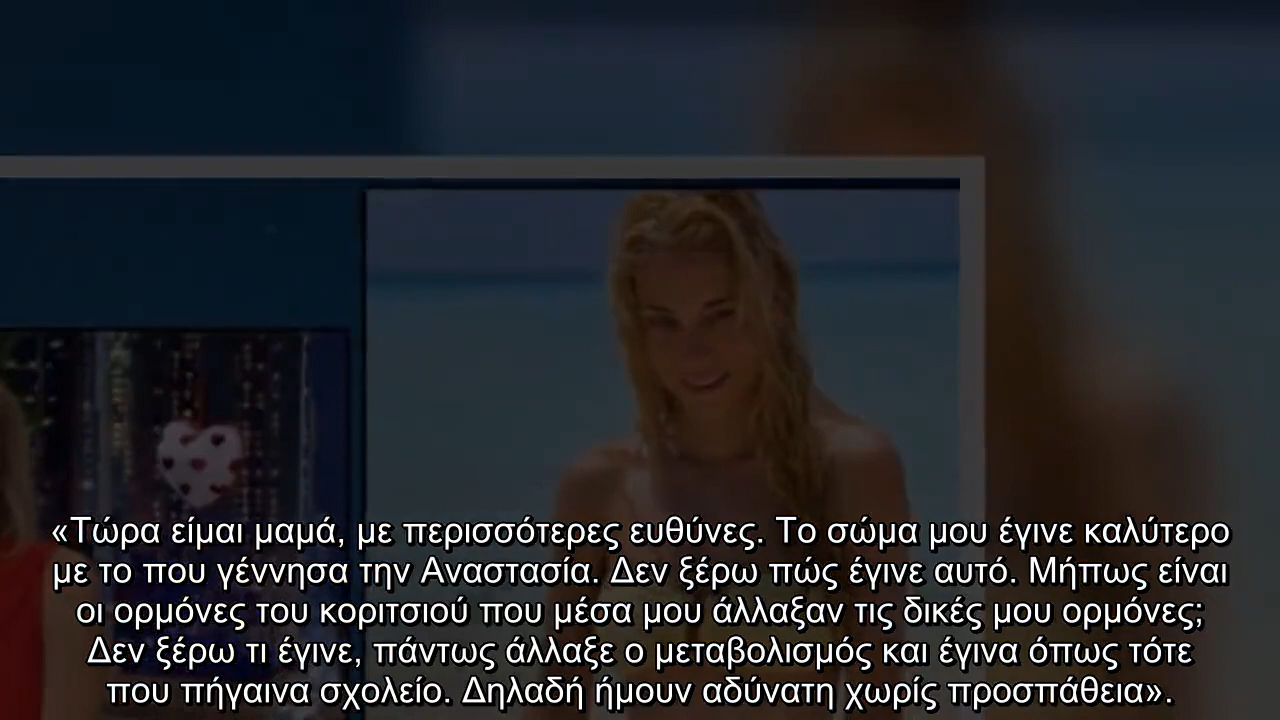 «Τώρα είμαι μαμά, με περισσότερες ευθύνες. Το σώμα μου έγινε καλύτερο
με το που γέννησα την Αναστασία. Δεν ξέρω πώς έγινε αυτό. Μήπως είναι
οι ορμόνες του κοριτσιού που μέσα μου άλλαξαν τις δικές μου ορμόνες;
Δεν ξέρω τι έγινε, πάντως άλλαξε ο μεταβολισμός και έγινα όπως τότε
που πήγαινα σχολείο. Δηλαδή ήμουν αδύνατη χωρίς προσπάθεια».